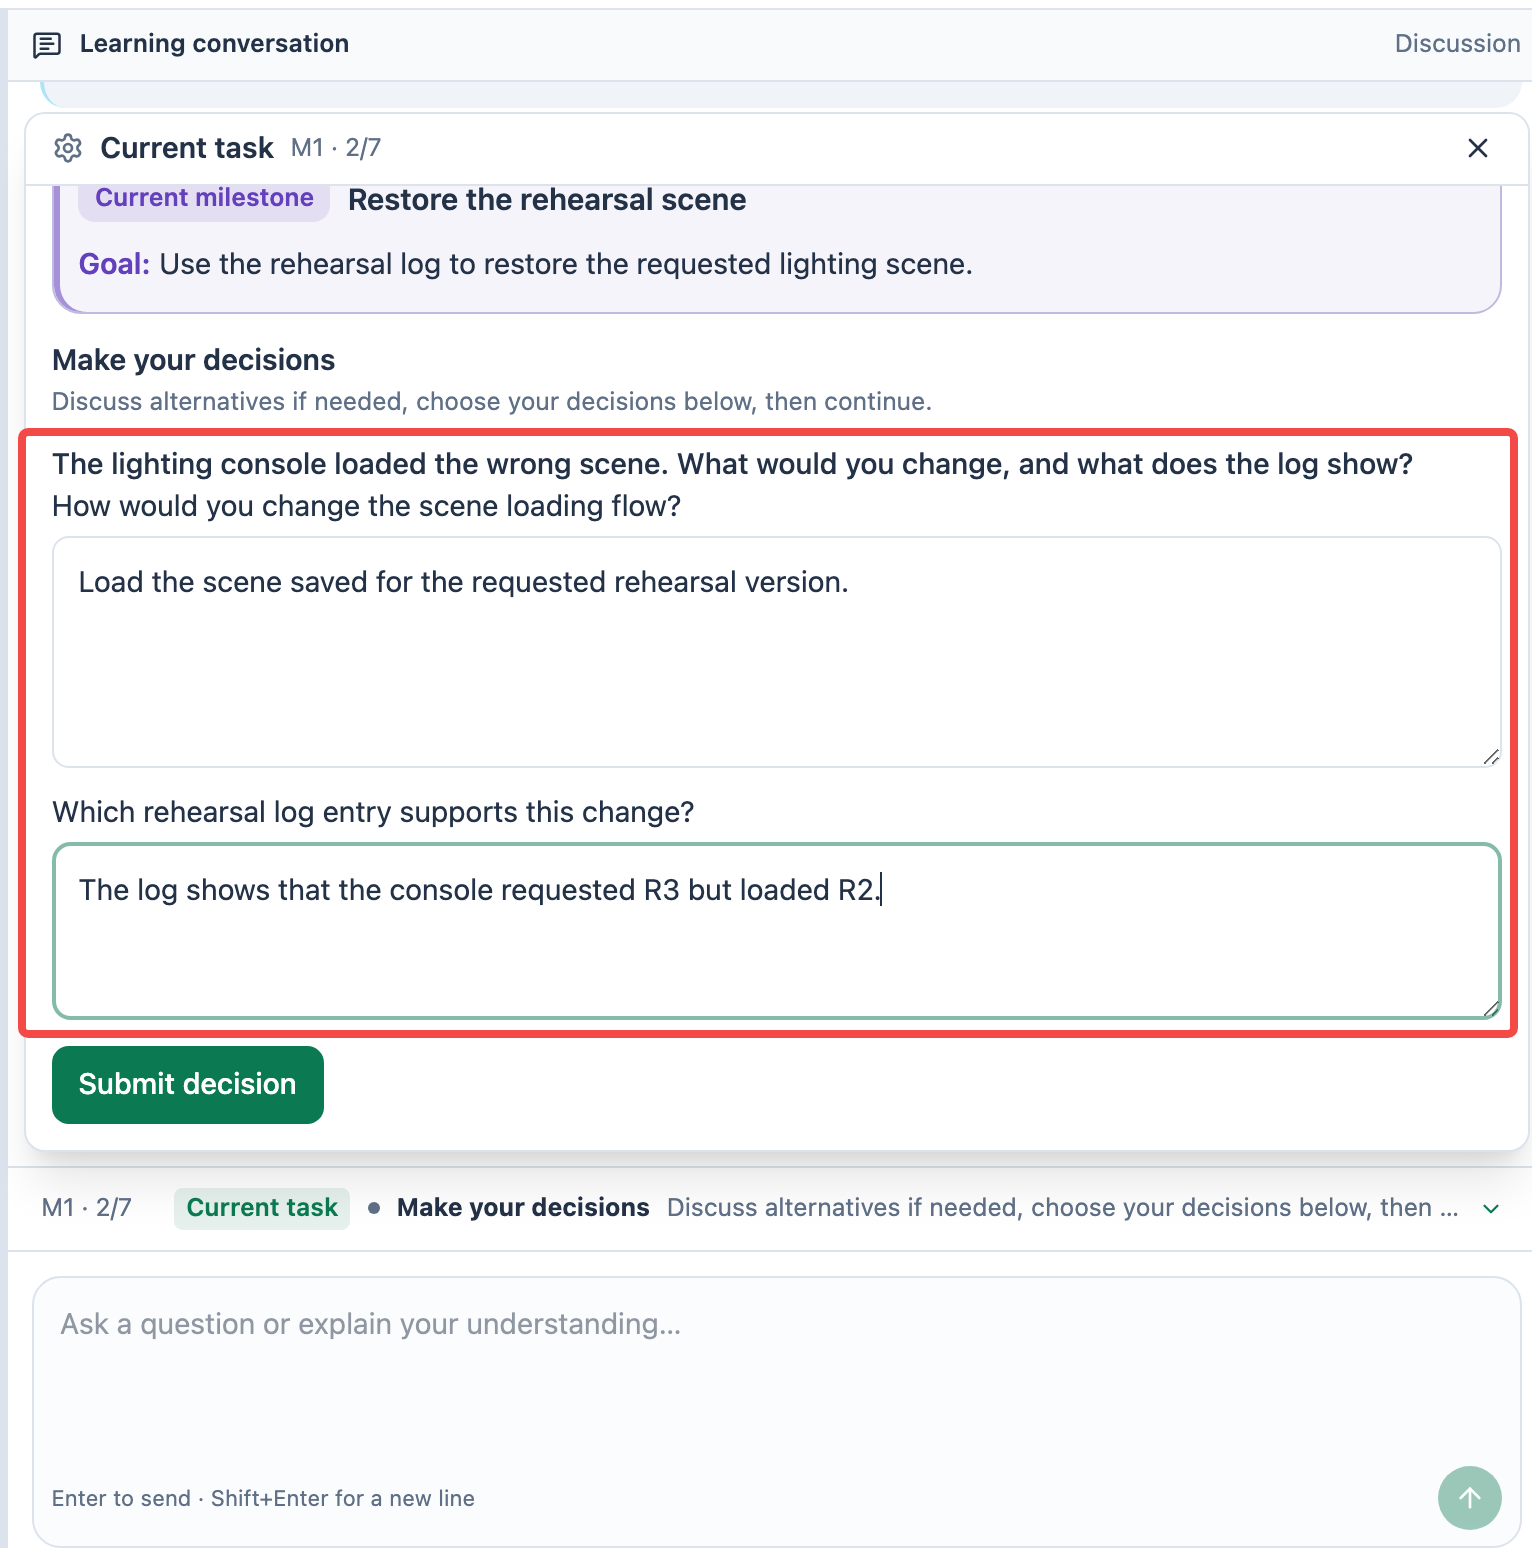 Learning conversation
Discussion
Current task M1 · 2/7
Current milestone Restore the rehearsal scene
Goal: Use the rehearsal log to restore the requested lighting scene.
Make your decisions
Discuss alternatives if needed, choose your decisions below, then continue.
The lighting console loaded the wrong scene. What would you change, and what does the log show?
How would you change the scene loading flow?
Load the scene saved for the requested rehearsal version.
Which rehearsal log entry supports this change?
The log shows that the console requested R3 but loaded R2.
Submit decision
M1 · 2/7 Current task • Make your decisions Discuss alternatives if needed, choose your decisions below, then ...
Ask a question or explain your understanding...
Enter to send · Shift+Enter for a new line